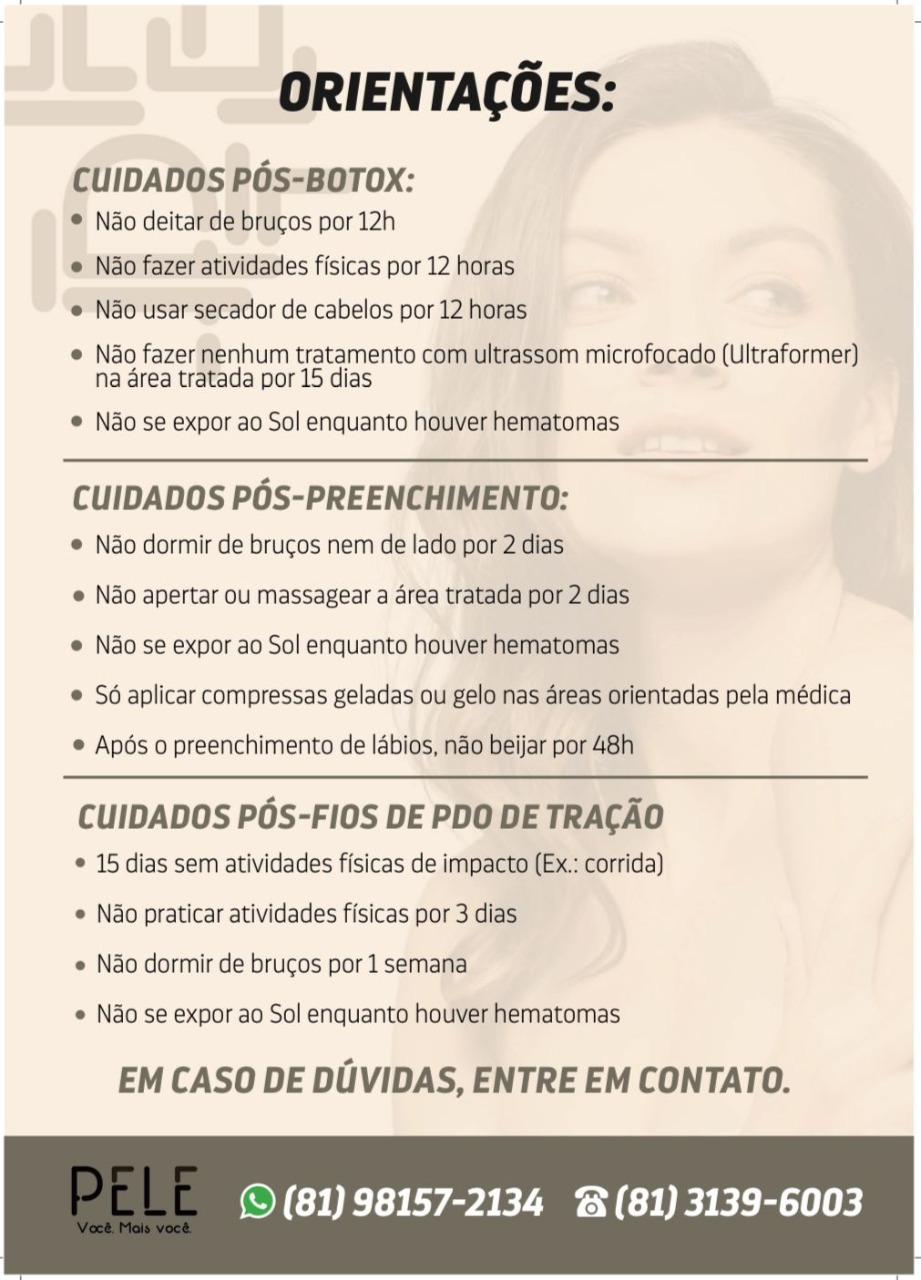 ORIENTAÇÕES:
CUIDADOS PÓS-BOTOX:
• Não deitar de bruços por 12h
• Não fazer atividades físicas por 12 horas
• Não usar secador de cabelos por 12 horas
• Não fazer nenhum tratamento com ultrassom microfocado (Ultraformer)
na área tratada por 15 dias
• Não se expor ao Sol enquanto houver hematomas
CUIDADOS PÓS-PREENCHIMENTO:
• Não dormir de bruços nem de lado por 2 dias
• Não apertar ou massagear a área tratada por 2 dias
• Não se expor ao Sol enquanto houver hematomas
• Só aplicar compressas geladas ou gelo nas áreas orientadas pela médica
• Após o preenchimento de lábios, não beijar por 48h
CUIDADOS PÓS-FIOS DE PDO DE TRAÇÃO
• 15 dias sem atividades físicas de impacto (Ex.: corrida)
• Não praticar atividades físicas por 3 dias
• Não dormir de bruços por 1 semana
• Não se expor ao Sol enquanto houver hematomas
EM CASO DE DÚVIDAS, ENTRE EM CONTATO.
PELE
Você. Mais você.
(81) 98157-2134 (81) 3139-6003